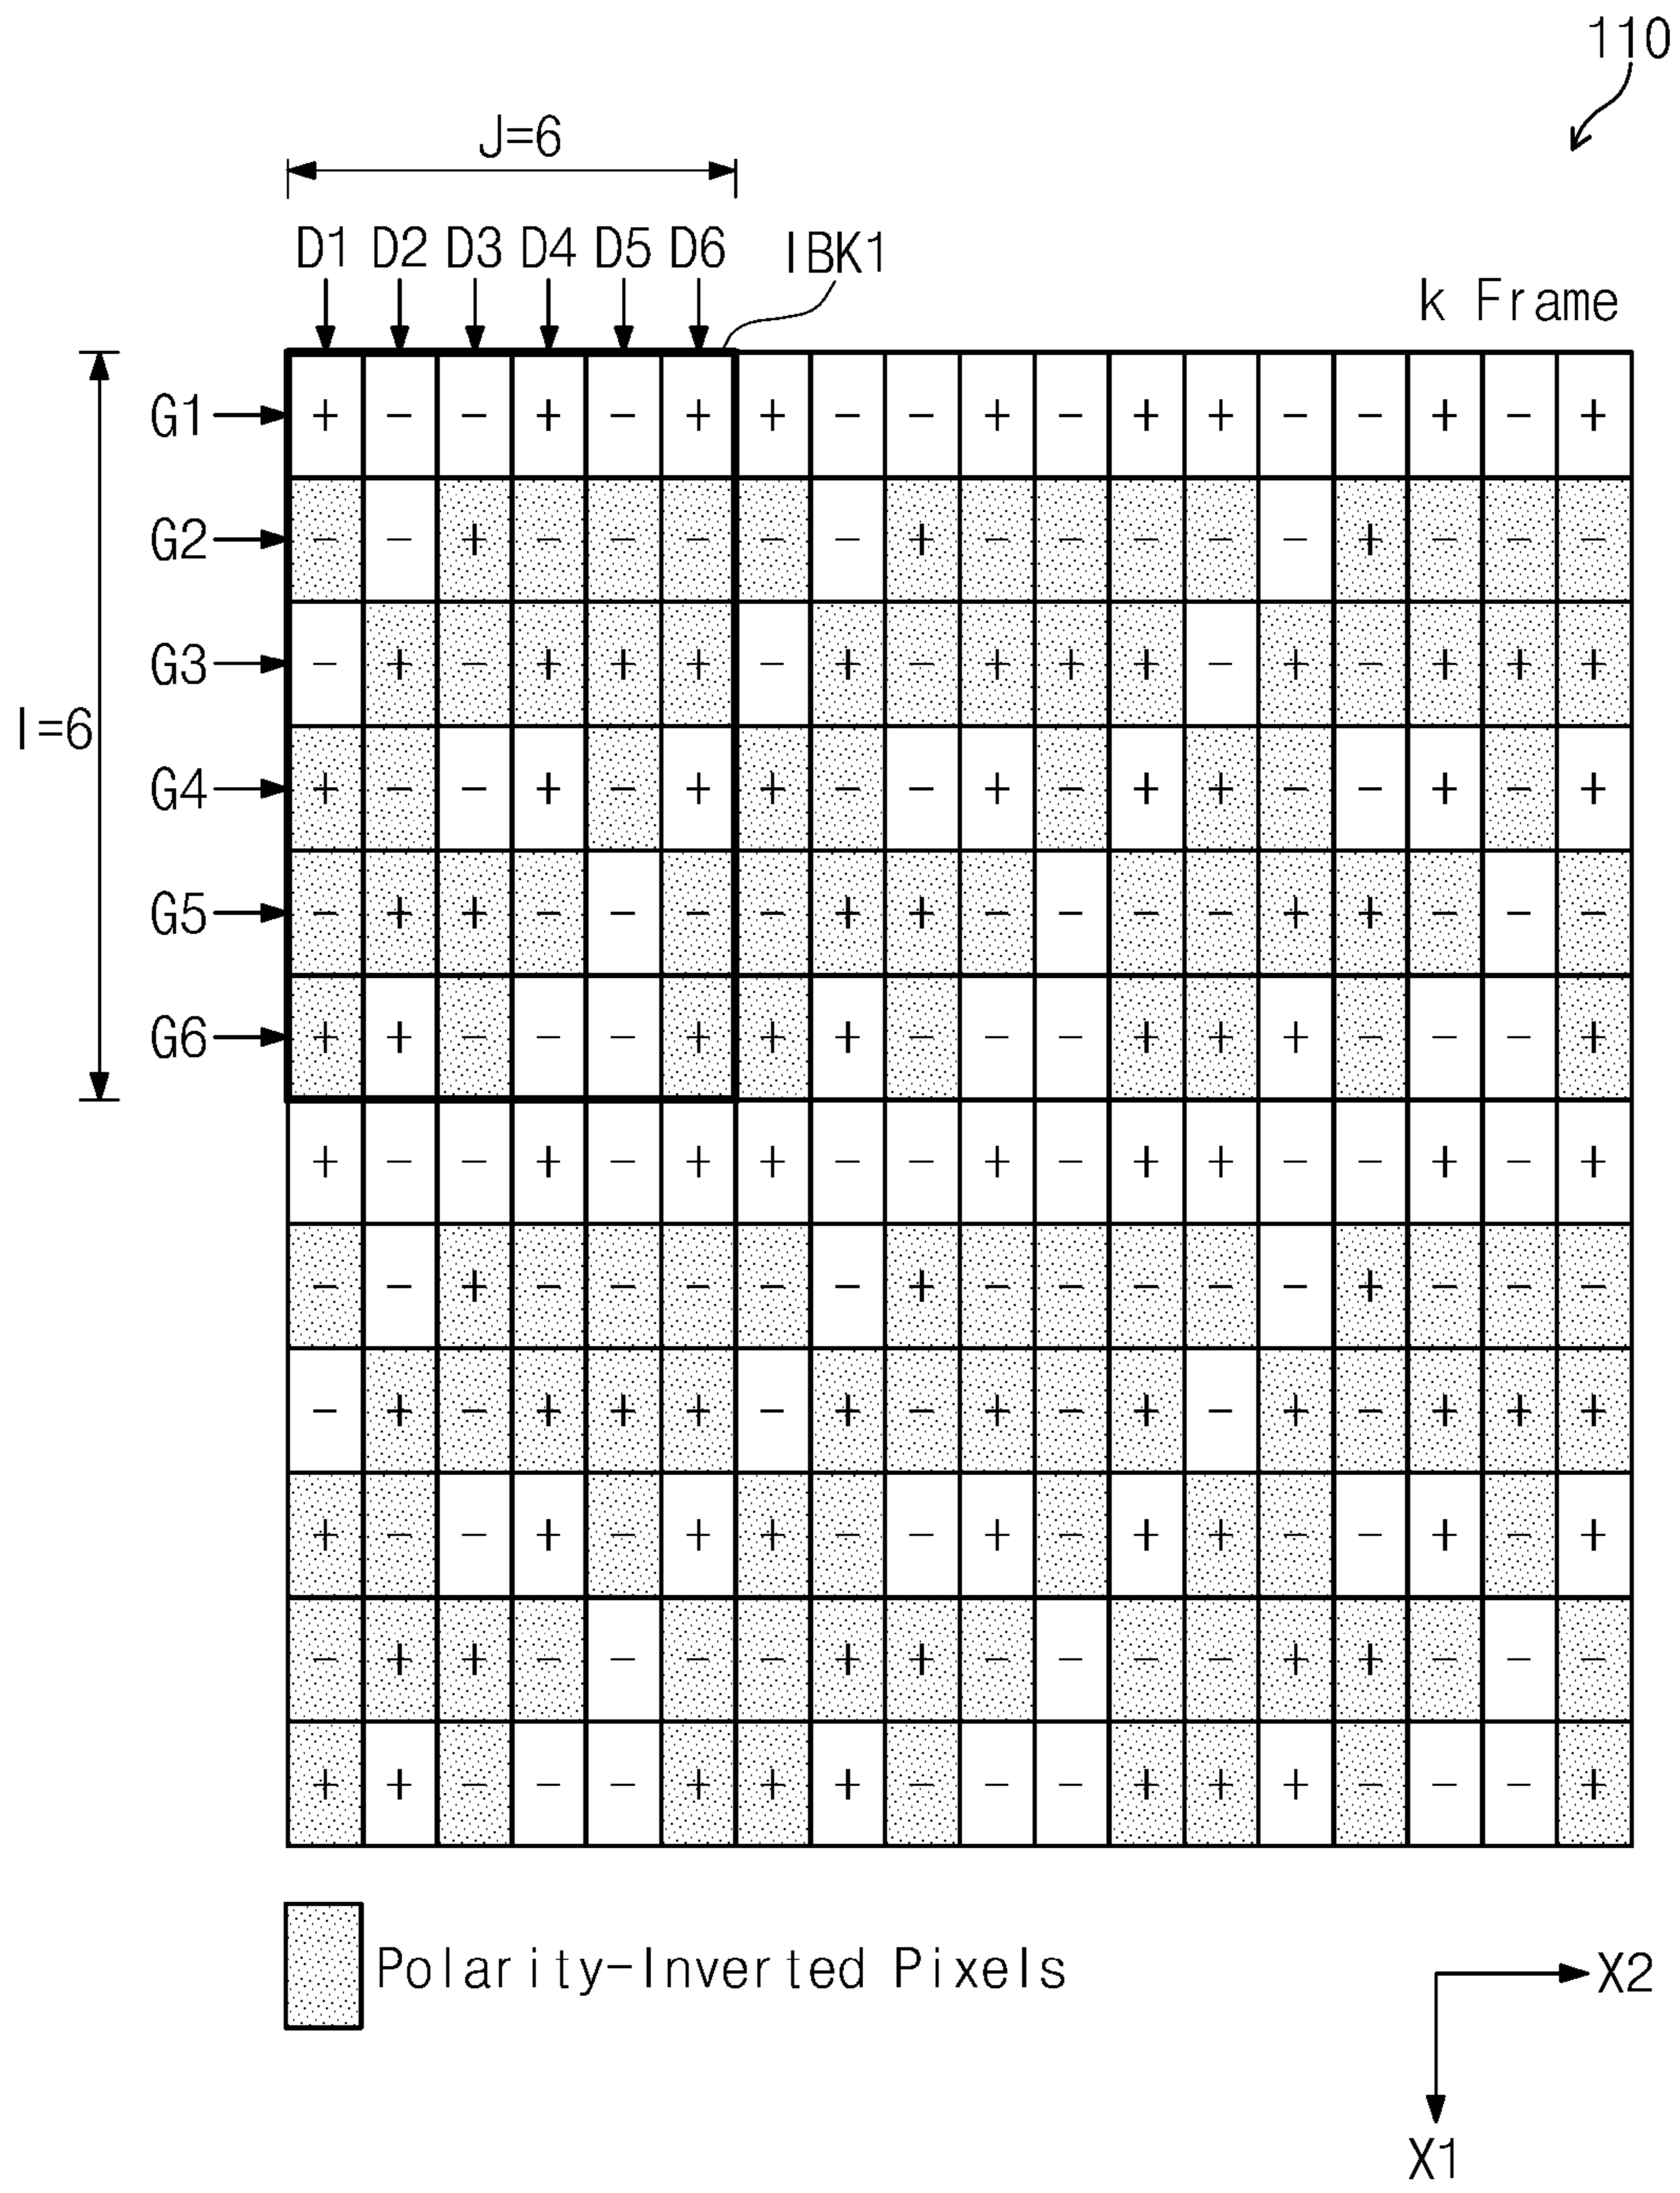 110
J=6
D1 D2 D3 D4 D5 D6 IBK1
k Frame
G1 + − − + − + + − − + − + + − − + − +
G2 − − + − − − − − + − − − − − + − − −
G3 − + − + + + − + − + + + − + − + + +
I=6
G4 + − − + − + + − − + − + + − − + − +
G5 − + + − − − − + + − − − − + + − − −
G6 + + − − − + + + − − − + + + − − − +
+ − − + − + + − − + − + + − − + − +
− − + − − − − − + − − − − − + − − −
− + − + + + − + − + − + − + − + + +
+ − − + − + + − − + − + + − − + − +
− + + − − − − + + − − − − + + − − −
+ + − − − + + + − − − + + + − − − +
Polarity-Inverted Pixels
X2
X1